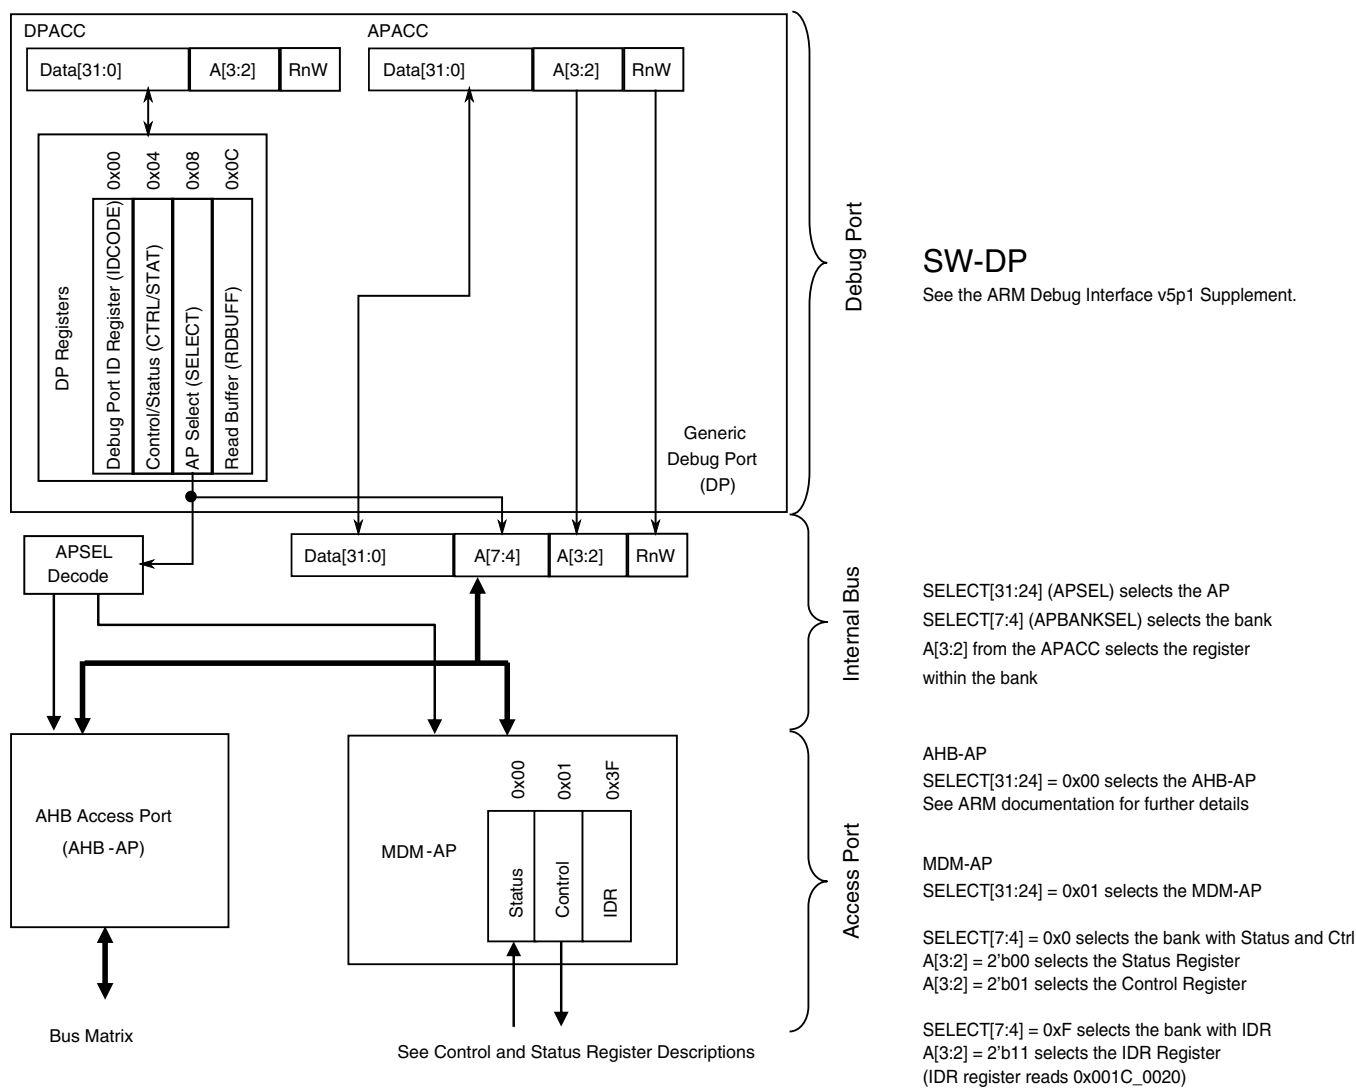 DPACC
APACC
Data[31:0]
A[3:2]
RnW
Data[31:0]
A[3:2]
RnW
DP Registers
0x00
0x04
0x08
0x0C
Debug Port ID Register (IDCODE)
Control/Status (CTRL/STAT)
AP Select (SELECT)
Read Buffer (RDBUFF)
Generic
Debug Port
(DP)
Debug Port
SW-DP
See the ARM Debug Interface v5p1 Supplement.
APSEL
Decode
Data[31:0]
A[7:4]
A[3:2]
RnW
Internal Bus
SELECT[31:24] (APSEL) selects the AP
SELECT[7:4] (APBANKSEL) selects the bank
A[3:2] from the APACC selects the register
within the bank
AHB Access Port
(AHB -AP)
Bus Matrix
MDM-AP
0x00
0x01
0x3F
Status
Control
IDR
See Control and Status Register Descriptions
Access Port
AHB-AP
SELECT[31:24] = 0x00 selects the AHB-AP
See ARM documentation for further details
MDM-AP
SELECT[31:24] = 0x01 selects the MDM-AP
SELECT[7:4] = 0x0 selects the bank with Status and Ctrl
A[3:2] = 2'b00 selects the Status Register
A[3:2] = 2'b01 selects the Control Register
SELECT[7:4] = 0xF selects the bank with IDR
A[3:2] = 2'b11 selects the IDR Register
(IDR register reads 0x001C_0020)